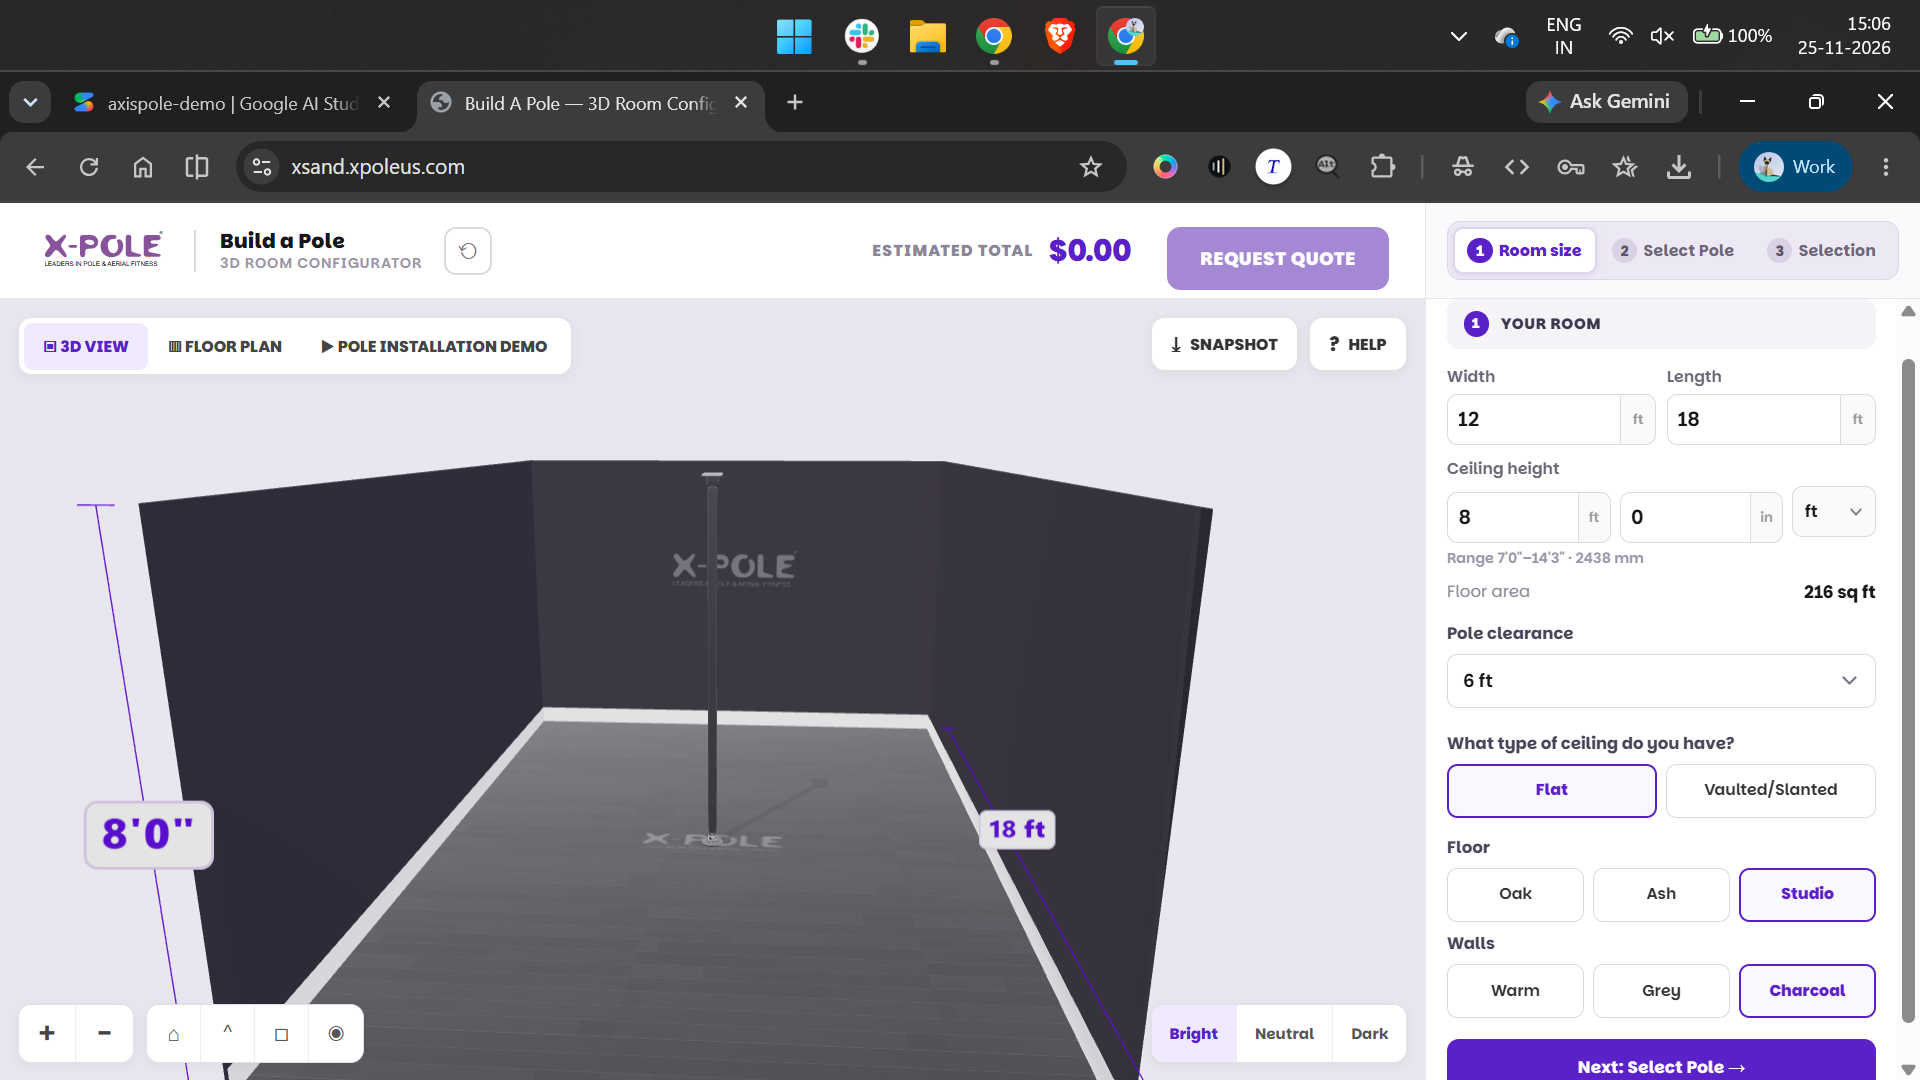 ENG
IN
100%
15:06
25-11-2026
axispole-demo | Google AI Stud
Build A Pole — 3D Room Config
Ask Gemini
xsand.xpoleus.com
Work
X-POLE
LEADERS IN POLE & AERIAL FITNESS
Build a Pole
3D ROOM CONFIGURATOR
ESTIMATED TOTAL $0.00
REQUEST QUOTE
1 Room size
2 Select Pole
3 Selection
3D VIEW
FLOOR PLAN
POLE INSTALLATION DEMO
SNAPSHOT
? HELP
1 YOUR ROOM
Width
Length
12 ft
18 ft
Ceiling height
8 ft
0 in
ft
Range 7'0"–14'3" · 2438 mm
Floor area
216 sq ft
Pole clearance
6 ft
What type of ceiling do you have?
Flat
Vaulted/Slanted
Floor
Oak
Ash
Studio
Walls
Warm
Grey
Charcoal
Next: Select Pole →
X-POLE
LEADERS IN POLE & AERIAL FITNESS
X-POLE
8'0"
18 ft
Bright
Neutral
Dark